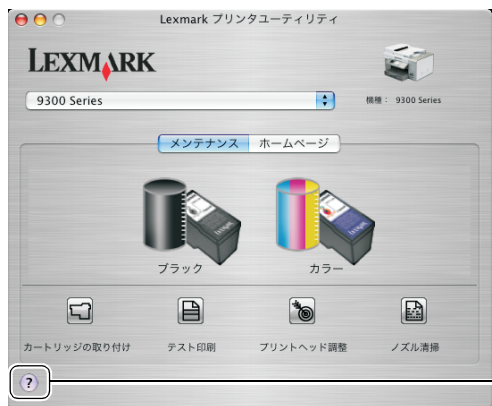 Lexmark プリンタユーティリティ
LEXMARK
9300 Series
機種： 9300 Series
メンテナンス ホームページ
ブラック カラー
カートリッジの取り付け テスト印刷 プリントヘッド調整 ノズル清掃
?